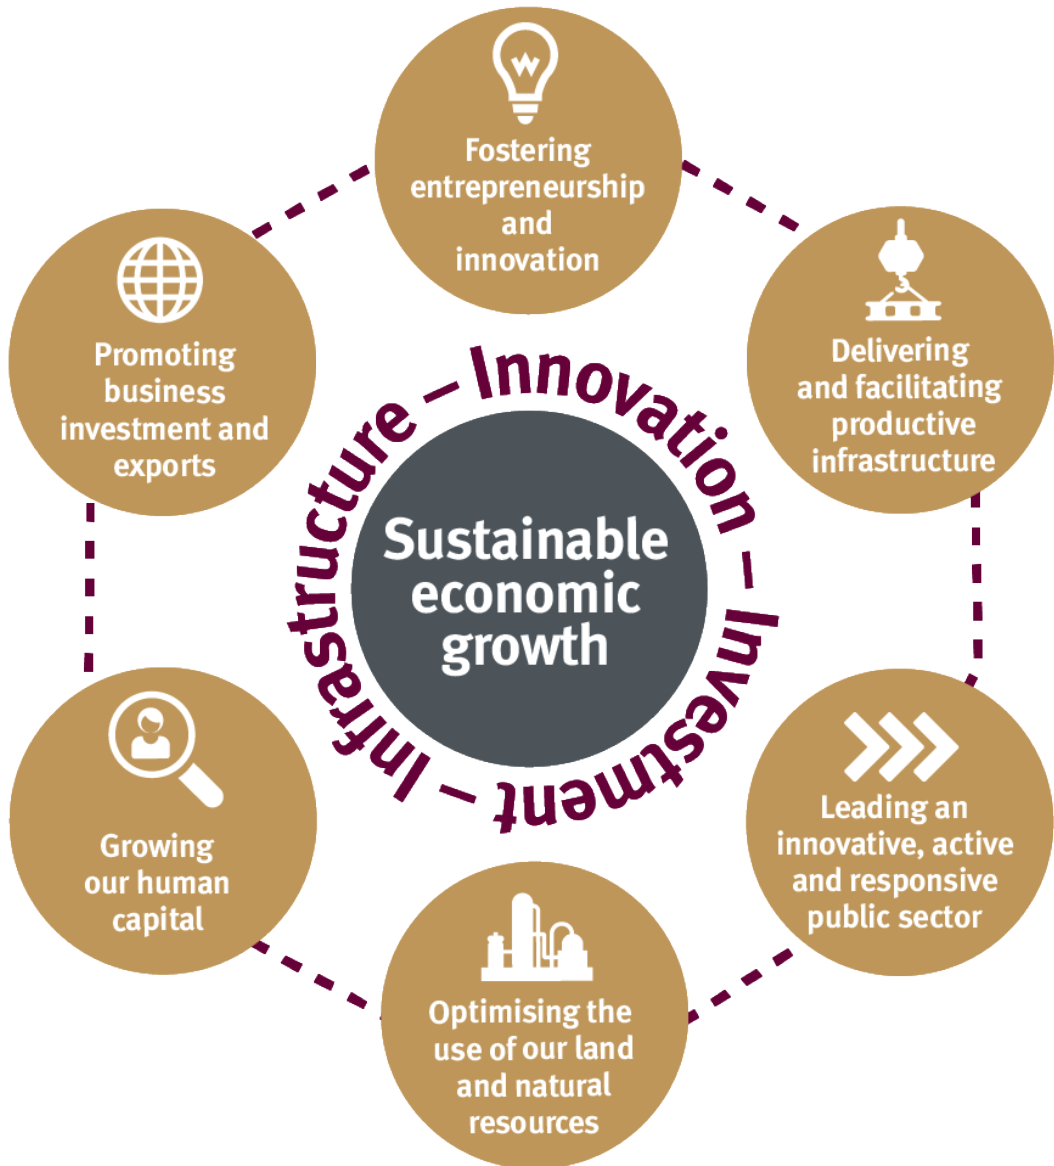 Fostering
entrepreneurship
and
innovation
Delivering
and facilitating
productive
infrastructure
Leading an
innovative, active
and responsive
public sector
Optimising the
use of our land
and natural
resources
Growing
our human
capital
Promoting
business
investment and
exports
Innovation – Investment – Infrastructure –
Sustainable
economic
growth